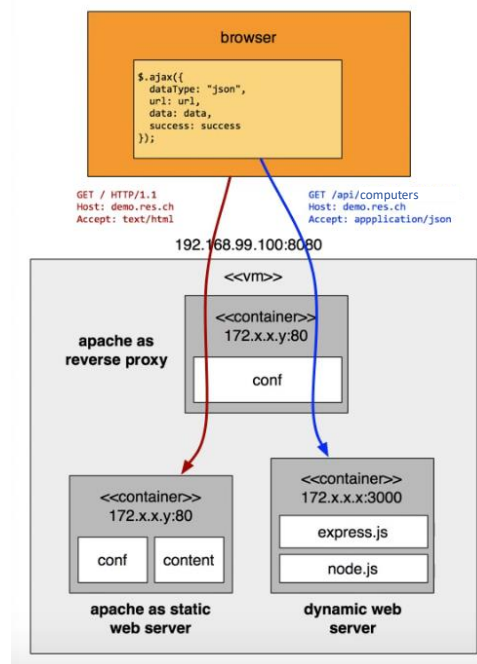 browser
$.ajax({
dataType: "json",
url: url,
data: data,
success: success
});
GET / HTTP/1.1
Host: demo.res.ch
Accept: text/html
GET /api/computers
Host: demo.res.ch
Accept: appplication/json
192.168.99.100:8080
<<vm>>
<<container>>
172.x.x.y:80
conf
apache as
reverse proxy
<<container>>
172.x.x.y:80
conf
content
apache as static
web server
<<container>>
172.x.x.x:3000
express.js
node.js
dynamic web
server